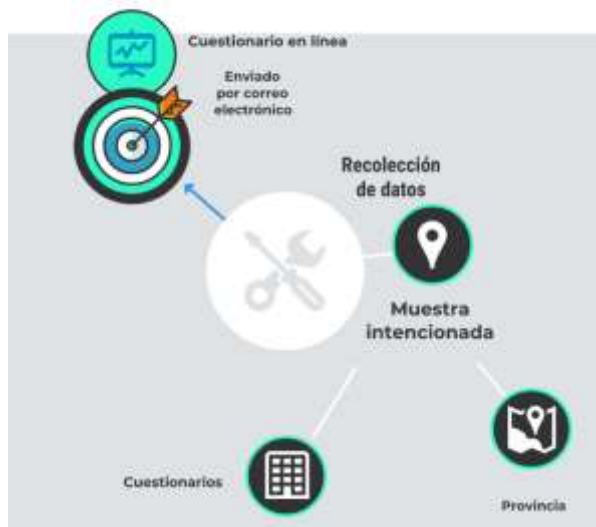 Cuestionario en línea
Enviado
por correo
electrónico
Recolección
de datos
Muestra
intencionada
Cuestionarios
Provincia